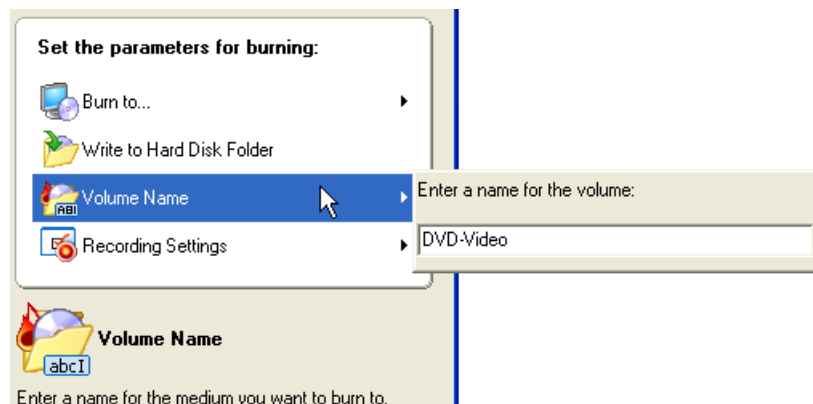 Set the parameters for burning:
Burn to...
Write to Hard Disk Folder
Volume Name
Enter a name for the volume:
ABI
DVD-Video
Recording Settings
Volume Name
abcI
Enter a name for the medium you want to burn to.